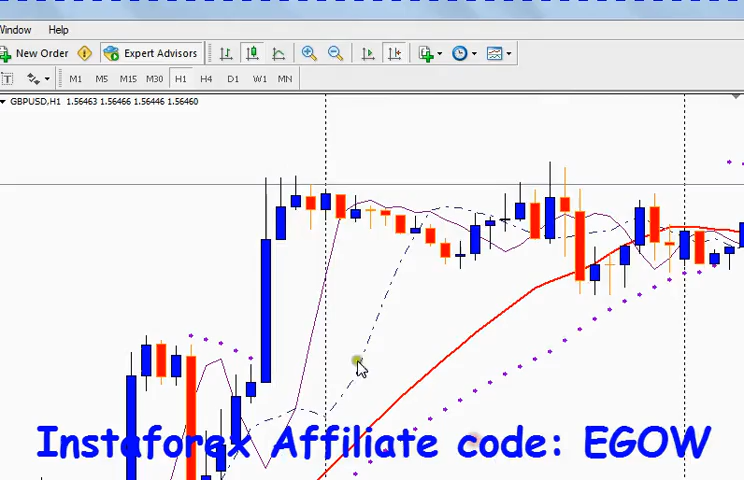 Window Help
New Order Expert Advisors
T M1 M5 M15 M30 H1 H4 D1 W1 MN
GBPUSD,H1 1.56463 1.56466 1.56446 1.56460
Instaforex Affiliate code: EGOW